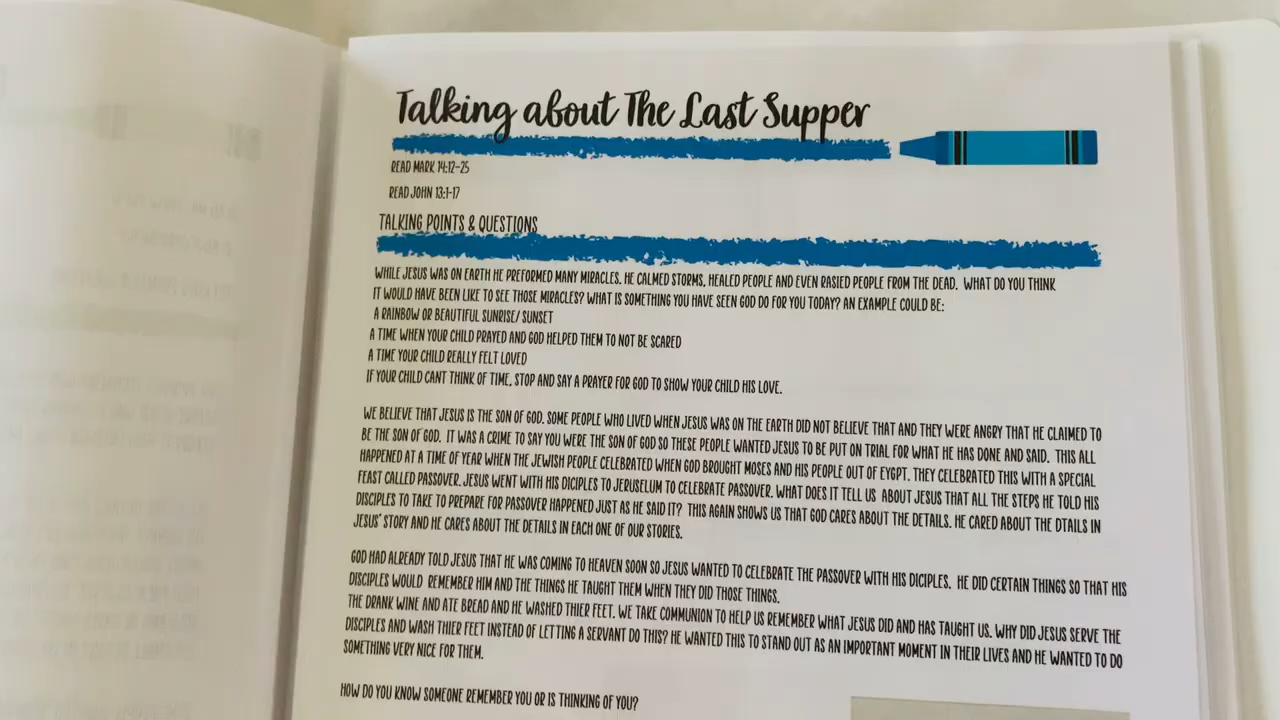 Talking about The Last Supper
READ MARK 14:12-25
READ JOHN 13:1-17
TALKING POINTS & QUESTIONS
WHILE JESUS WAS ON EARTH HE PREFORMED MANY MIRACLES. HE CALMED STORMS, HEALED PEOPLE AND EVEN RASIED PEOPLE FROM THE DEAD. WHAT DO YOU THINK
IT WOULD HAVE BEEN LIKE TO SEE THOSE MIRACLES? WHAT IS SOMETHING YOU HAVE SEEN GOD DO FOR YOU TODAY? AN EXAMPLE COULD BE:
A RAINBOW OR BEAUTIFUL SUNRISE/ SUNSET
A TIME WHEN YOUR CHILD PRAYED AND GOD HELPED THEM TO NOT BE SCARED
A TIME YOUR CHILD REALLY FELT LOVED
IF YOUR CHILD CANT THINK OF TIME, STOP AND SAY A PRAYER FOR GOD TO SHOW YOUR CHILD HIS LOVE.
WE BELIEVE THAT JESUS IS THE SON OF GOD. SOME PEOPLE WHO LIVED WHEN JESUS WAS ON THE EARTH DID NOT BELIEVE THAT AND THEY WERE ANGRY THAT HE CLAIMED TO
BE THE SON OF GOD. IT WAS A CRIME TO SAY YOU WERE THE SON OF GOD SO THESE PEOPLE WANTED JESUS TO BE PUT ON TRIAL FOR WHAT HE HAS DONE AND SAID. THIS ALL
HAPPENED AT A TIME OF YEAR WHEN THE JEWISH PEOPLE CELEBRATED WHEN GOD BROUGHT MOSES AND HIS PEOPLE OUT OF EYGPT. THEY CELEBRATED THIS WITH A SPECIAL
FEAST CALLED PASSOVER. JESUS WENT WITH HIS DICIPLES TO JERUSELUM TO CELEBRATE PASSOVER. WHAT DOES IT TELL US ABOUT JESUS THAT ALL THE STEPS HE TOLD HIS
DISCIPLES TO TAKE TO PREPARE FOR PASSOVER HAPPENED JUST AS HE SAID IT? THIS AGAIN SHOWS US THAT GOD CARES ABOUT THE DETAILS. HE CARED ABOUT THE DTAILS IN
JESUS' STORY AND HE CARES ABOUT THE DETAILS IN EACH ONE OF OUR STORIES.
GOD HAD ALREADY TOLD JESUS THAT HE WAS COMING TO HEAVEN SOON SO JESUS WANTED TO CELEBRATE THE PASSOVER WITH HIS DICIPLES. HE DID CERTAIN THINGS SO THAT HIS
DISCIPLES WOULD REMEMBER HIM AND THE THINGS HE TAUGHT THEM WHEN THEY DID THOSE THINGS.
THE DRANK WINE AND ATE BREAD AND HE WASHED THIER FEET. WE TAKE COMMUNION TO HELP US REMEMBER WHAT JESUS DID AND HAS TAUGHT US. WHY DID JESUS SERVE THE
DISCIPLES AND WASH THIER FEET INSTEAD OF LETTING A SERVANT DO THIS? HE WANTED THIS TO STAND OUT AS AN IMPORTANT MOMENT IN THEIR LIVES AND HE WANTED TO DO
SOMETHING VERY NICE FOR THEM.
HOW DO YOU KNOW SOMEONE REMEMBER YOU OR IS THINKING OF YOU?